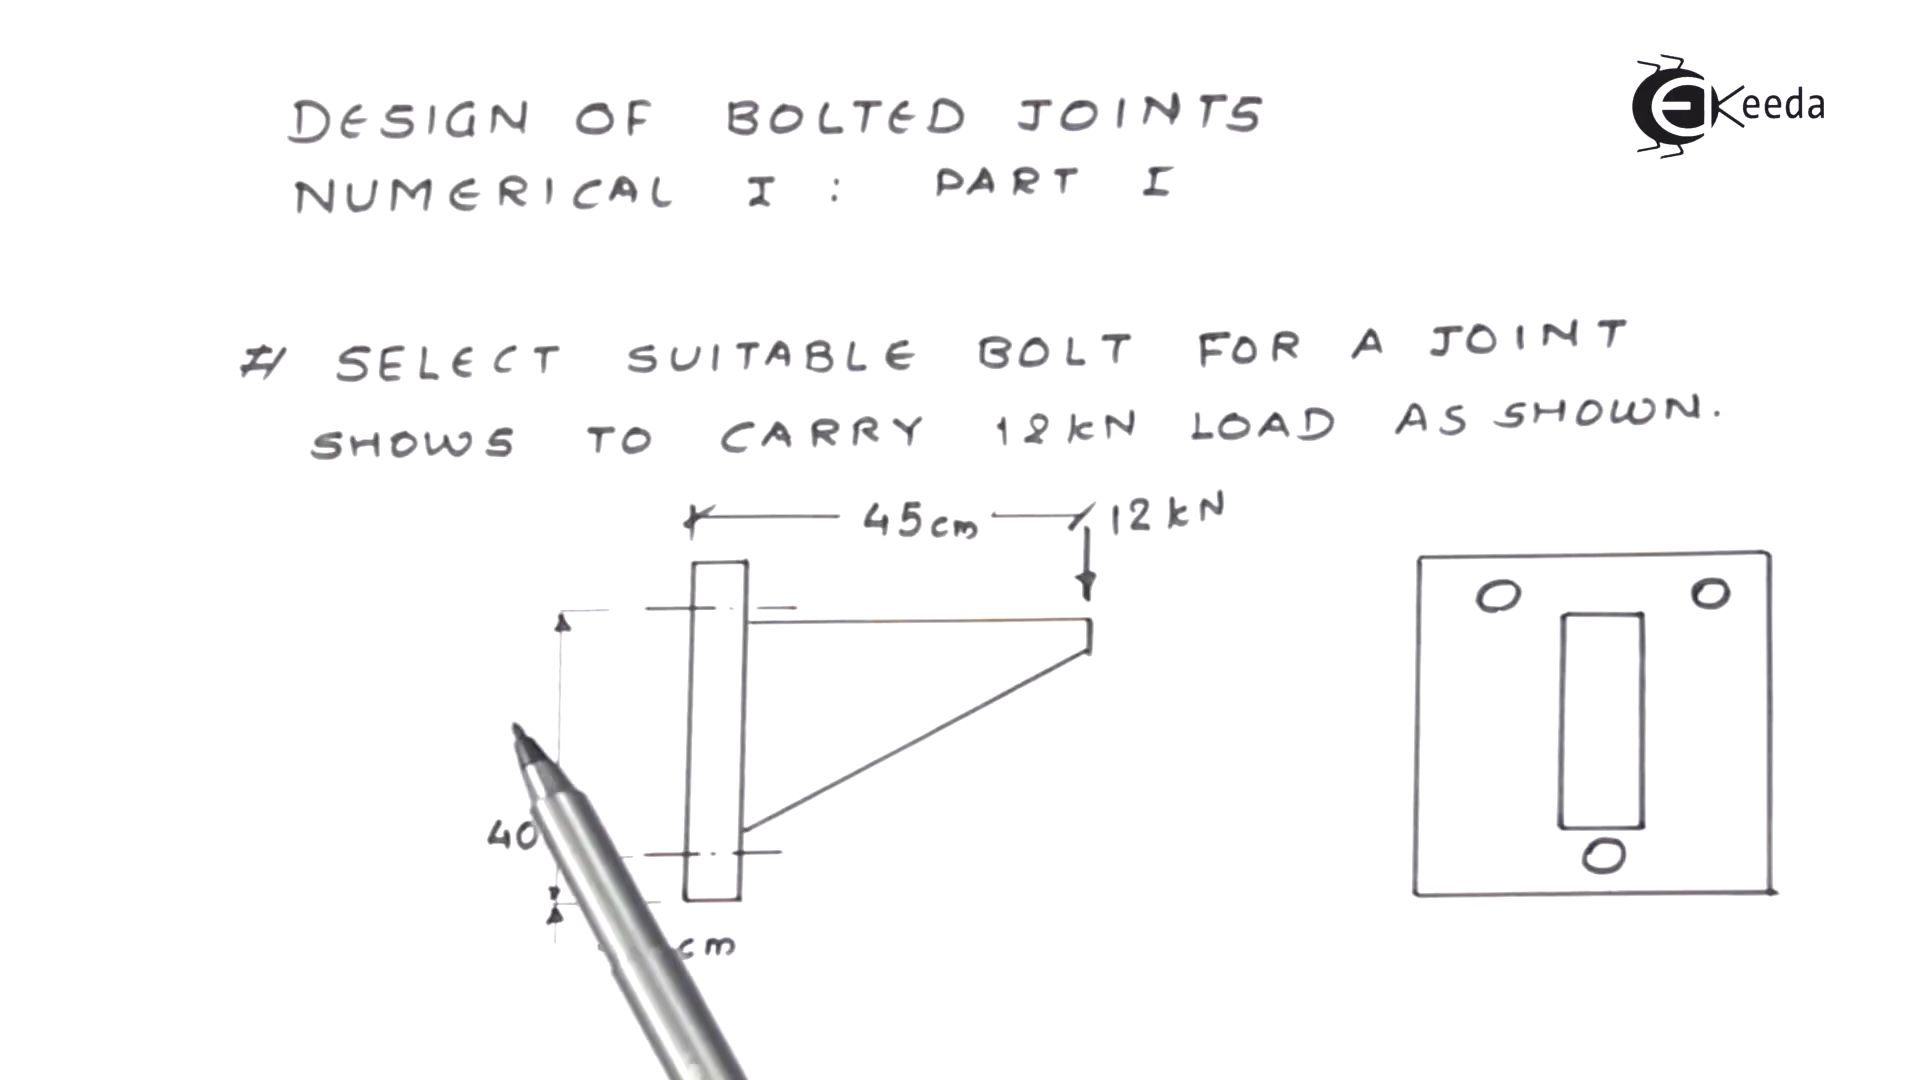 Keeda
DESIGN OF BOLTED JOINTS
NUMERICAL I : PART I
# SELECT SUITABLE BOLT FOR A JOINT
SHOWS TO CARRY 12KN LOAD AS SHOWN.
45cm
12KN
40
cm